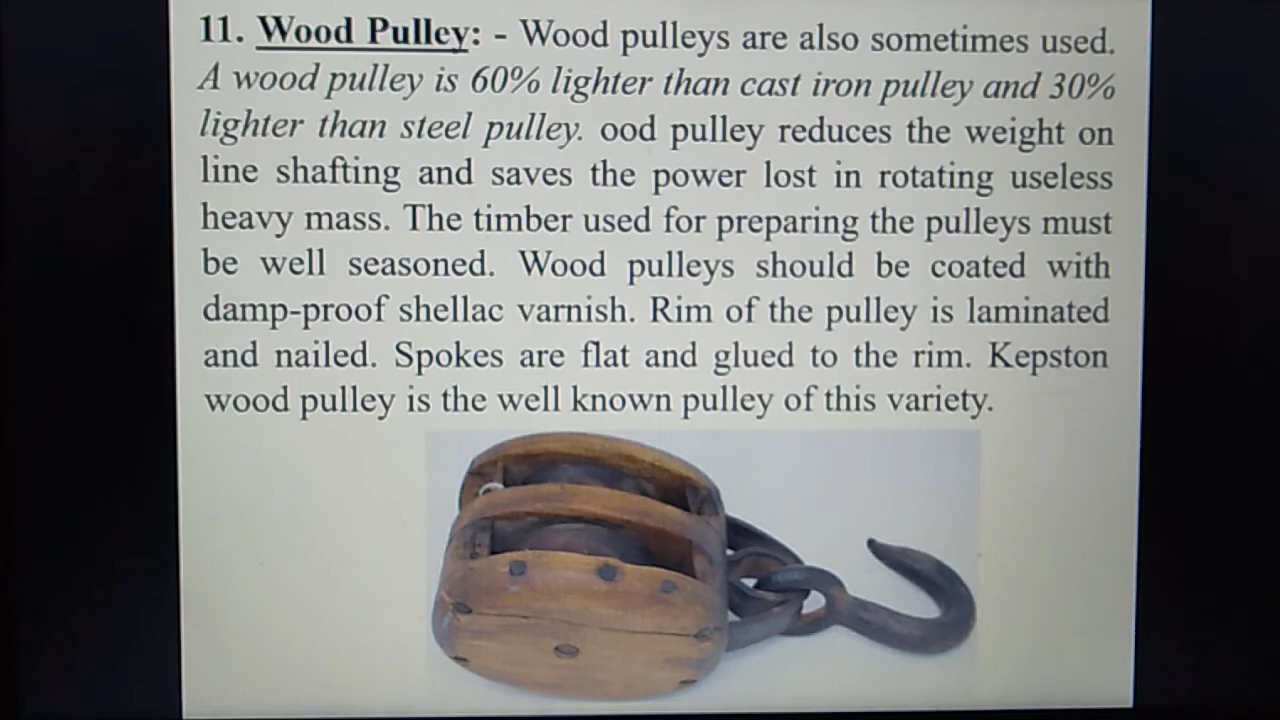 11. Wood Pulley: - Wood pulleys are also sometimes used.
A wood pulley is 60% lighter than cast iron pulley and 30%
lighter than steel pulley. ood pulley reduces the weight on
line shafting and saves the power lost in rotating useless
heavy mass. The timber used for preparing the pulleys must
be well seasoned. Wood pulleys should be coated with
damp-proof shellac varnish. Rim of the pulley is laminated
and nailed. Spokes are flat and glued to the rim. Kepston
wood pulley is the well known pulley of this variety.